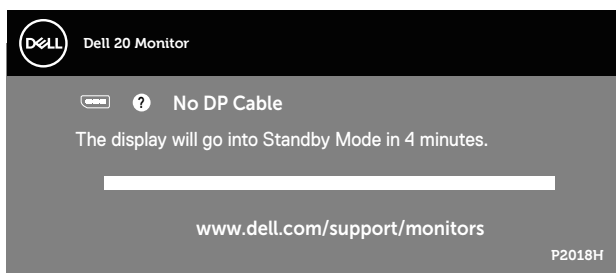 DELL
Dell 20 Monitor
? No DP Cable
The display will go into Standby Mode in 4 minutes.
www.dell.com/support/monitors
P2018H